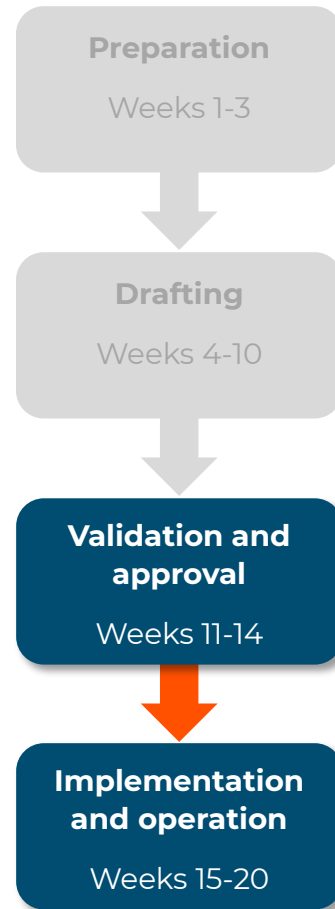 Preparation
Weeks 1-3
Drafting
Weeks 4-10
Validation and
approval
Weeks 11-14
Implementation
and operation
Weeks 15-20